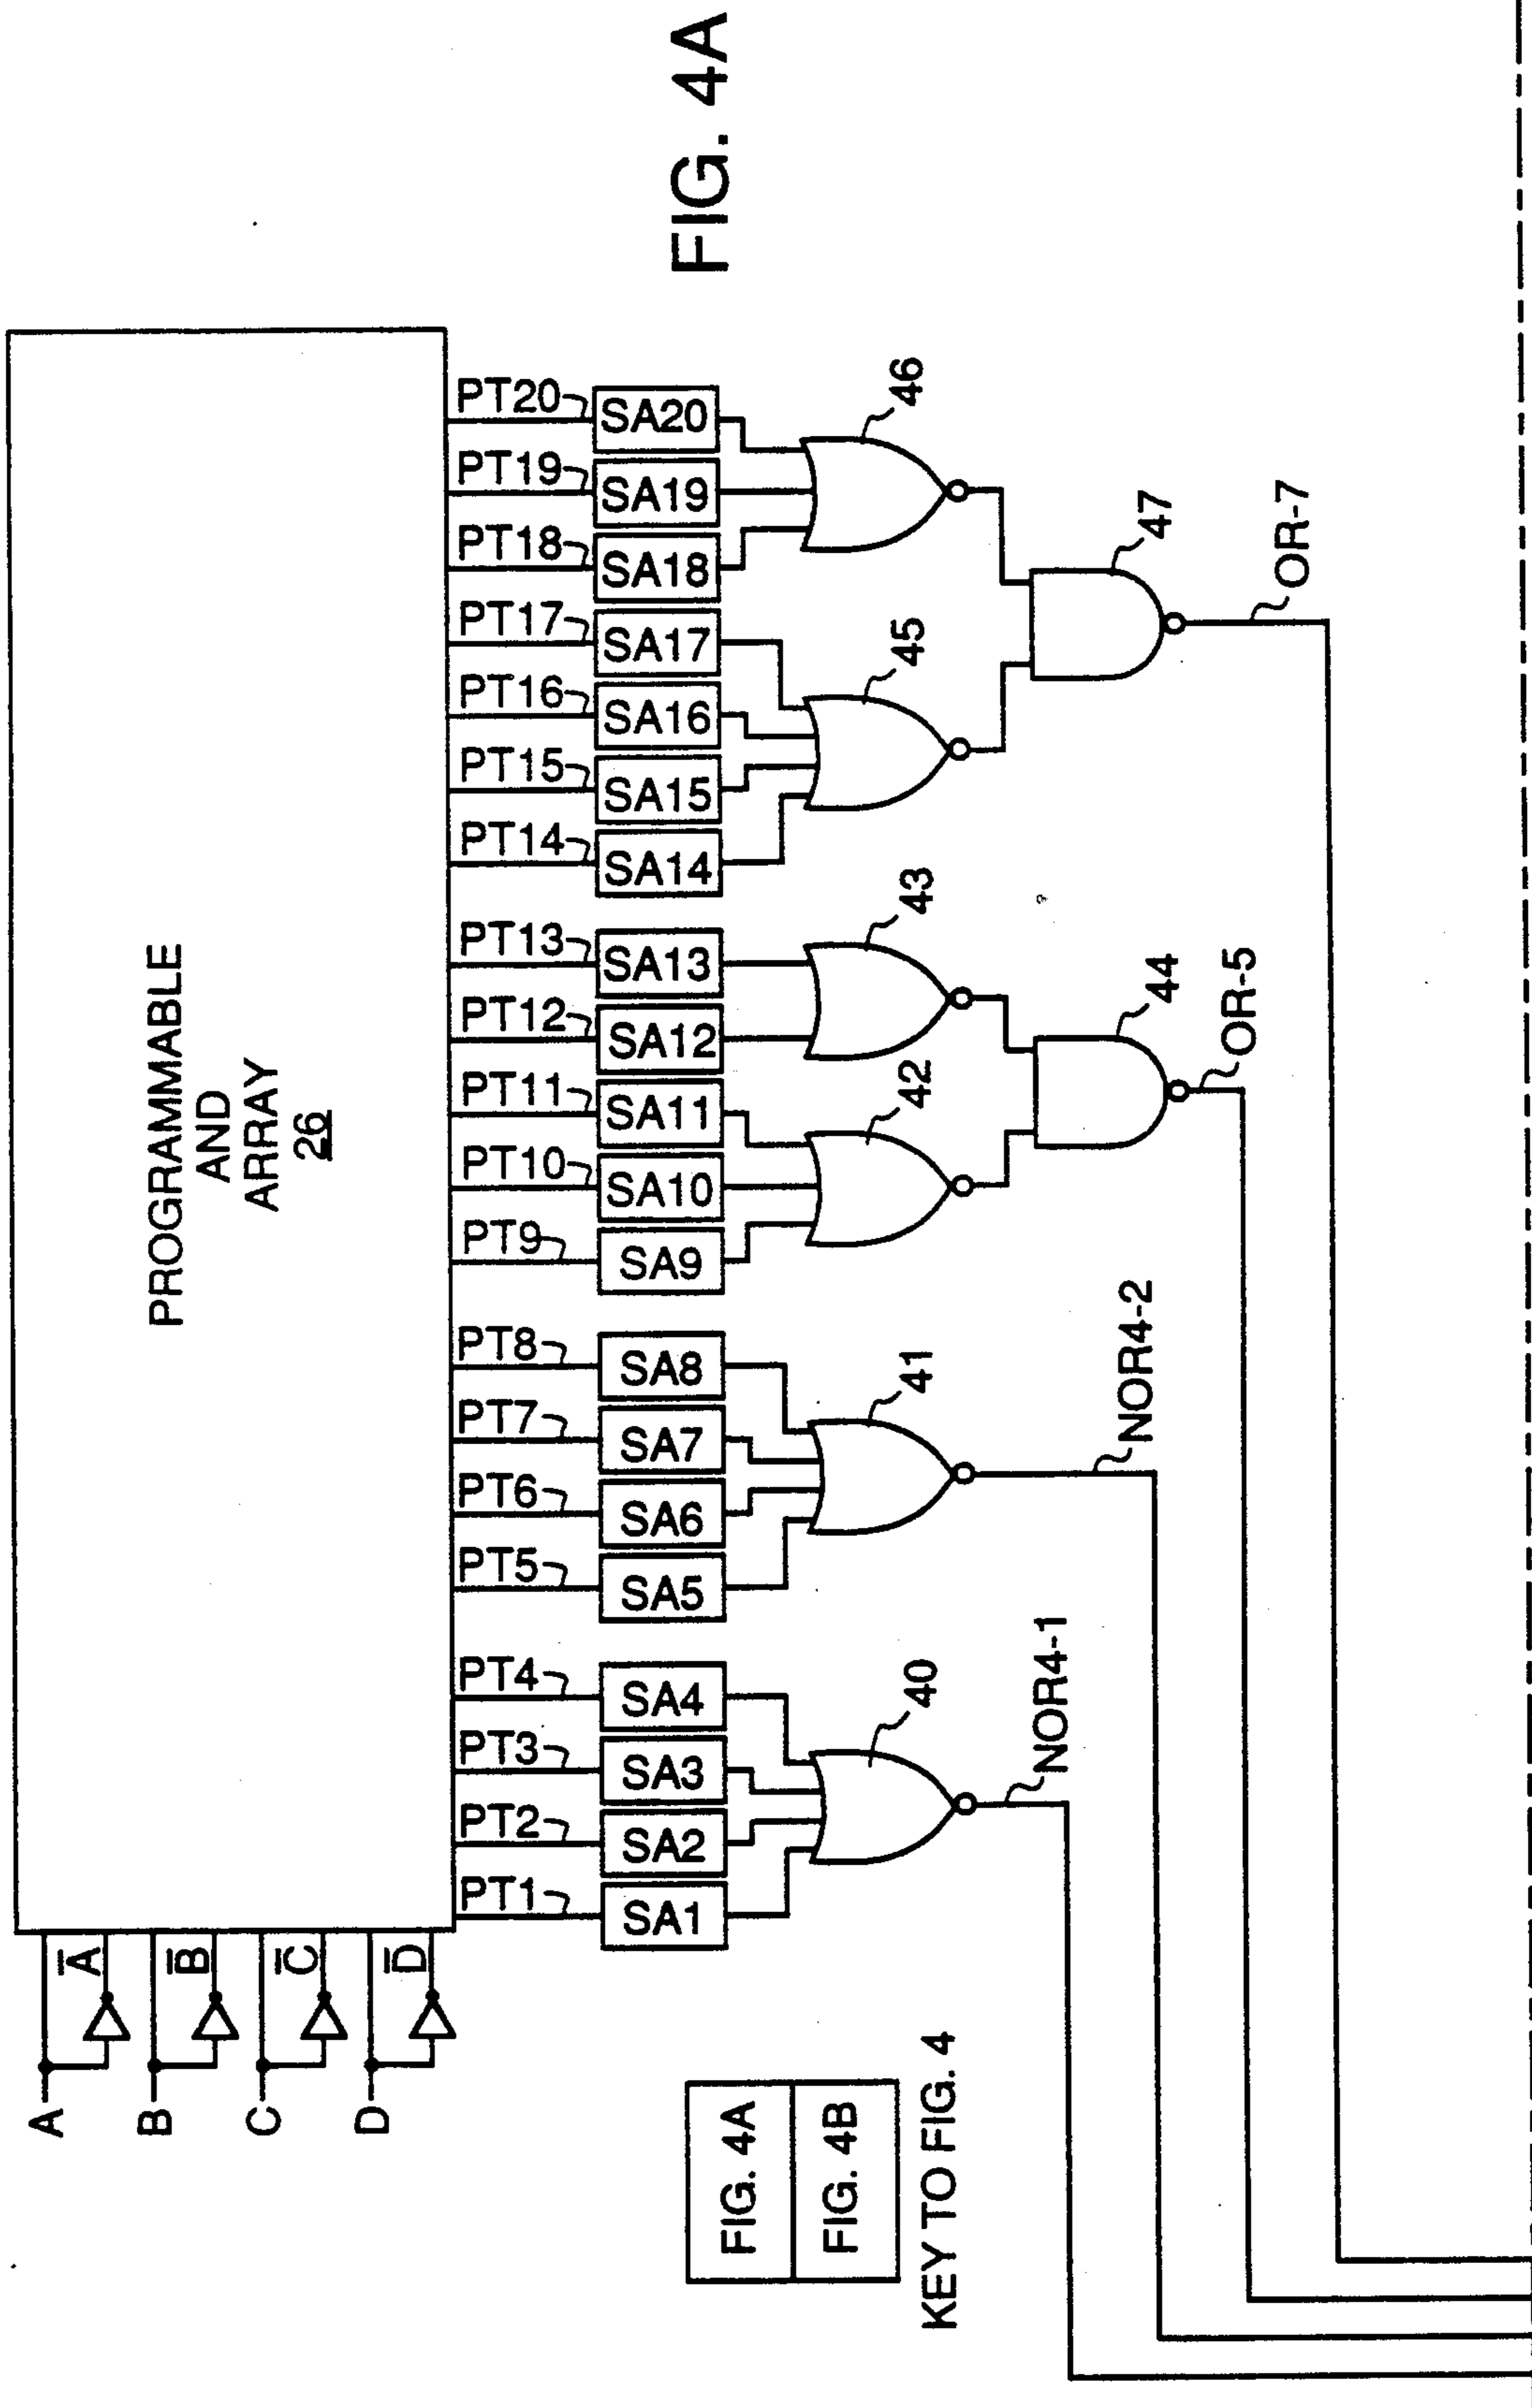 FIG. 4A
PROGRAMMABLE
AND
ARRAY
26
A
A̅
B
B̅
C
C̅
D
D̅
PT1
PT2
PT3
PT4
PT5
PT6
PT7
PT8
PT9
PT10
PT11
PT12
PT13
PT14
PT15
PT16
PT17
PT18
PT19
PT20
SA1
SA2
SA3
SA4
SA5
SA6
SA7
SA8
SA9
SA10
SA11
SA12
SA13
SA14
SA15
SA16
SA17
SA18
SA19
SA20
40
41
42
43
45
46
44
47
NOR4-1
NOR4-2
OR-5
OR-7
FIG. 4A
FIG. 4B
KEY TO FIG. 4